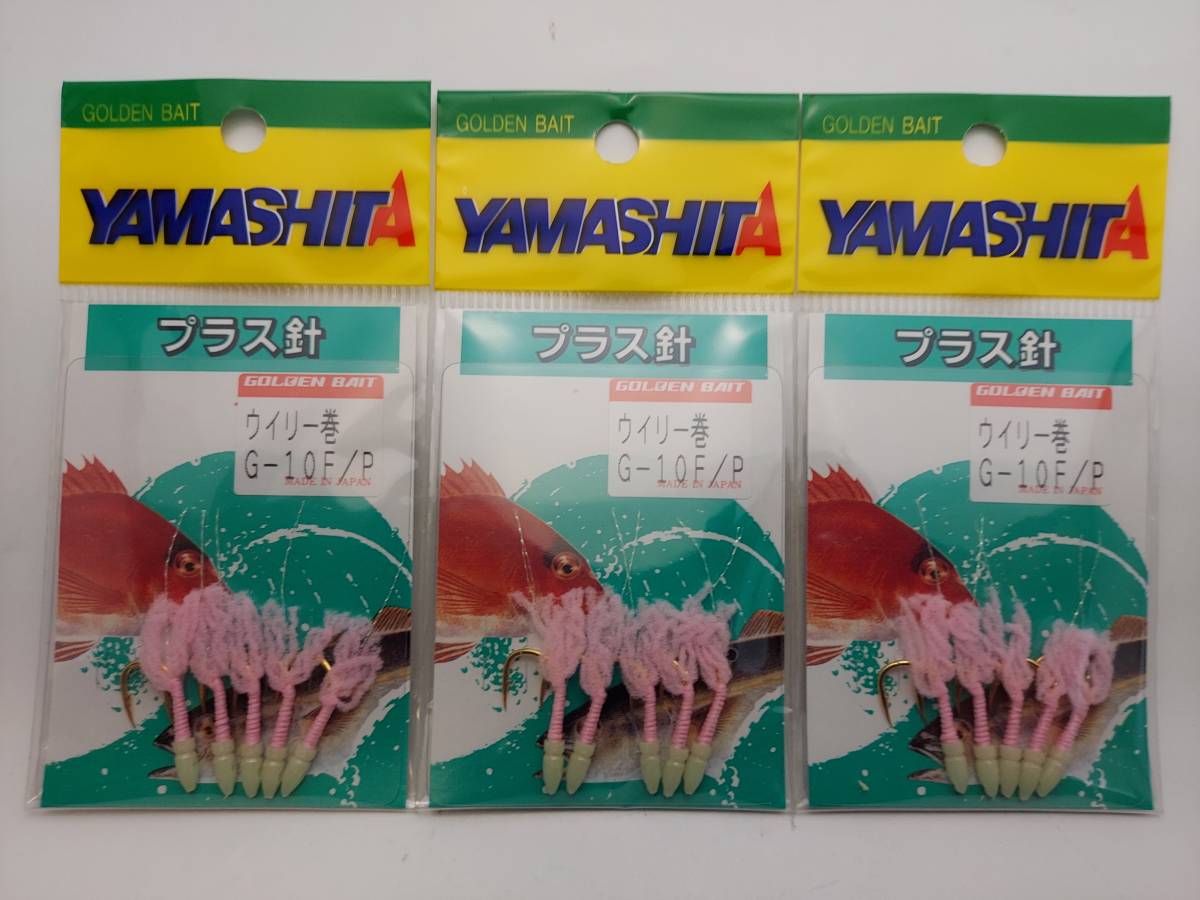 GOLDEN BAIT
YAMASHITA
プラス針
GOLDEN BAIT
ウイリー巻
G-10F/P
MADE IN JAPAN
GOLDEN BAIT
YAMASHITA
プラス針
GOLDEN BAIT
ウイリー巻
G-10F/P
MADE IN JAPAN
GOLDEN BAIT
YAMASHITA
プラス針
GOLDEN BAIT
ウイリー巻
G-10F/P
MADE IN JAPAN